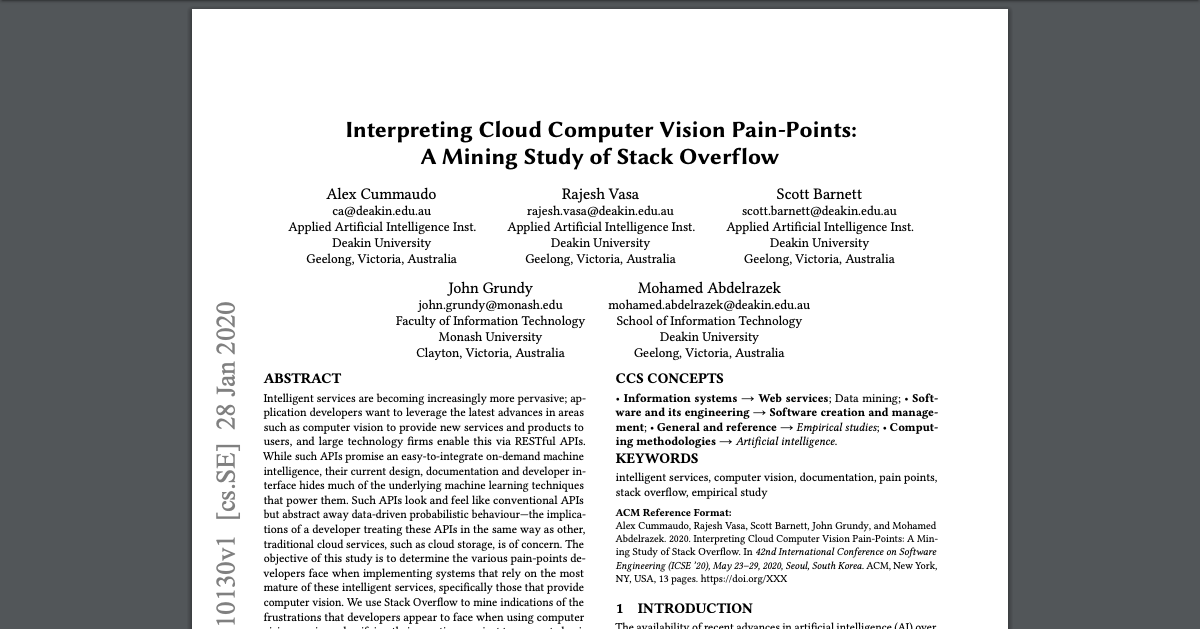 Interpreting Cloud Computer Vision Pain-Points:
A Mining Study of Stack Overflow
Alex Cummaudo
ca@deakin.edu.au
Applied Artificial Intelligence Inst.
Deakin University
Geelong, Victoria, Australia
Rajesh Vasa
rajesh.vasa@deakin.edu.au
Applied Artificial Intelligence Inst.
Deakin University
Geelong, Victoria, Australia
Scott Barnett
scott.barnett@deakin.edu.au
Applied Artificial Intelligence Inst.
Deakin University
Geelong, Victoria, Australia
John Grundy
john.grundy@monash.edu
Faculty of Information Technology
Monash University
Clayton, Victoria, Australia
Mohamed Abdelrazek
mohamed.abdelrazek@deakin.edu.au
School of Information Technology
Deakin University
Geelong, Victoria, Australia
10130v1 [cs.SE] 28 Jan 2020
ABSTRACT
Intelligent services are becoming increasingly more pervasive; ap-
plication developers want to leverage the latest advances in areas
such as computer vision to provide new services and products to
users, and large technology firms enable this via RESTful APIs.
While such APIs promise an easy-to-integrate on-demand machine
intelligence, their current design, documentation and developer in-
terface hides much of the underlying machine learning techniques
that power them. Such APIs look and feel like conventional APIs
but abstract away data-driven probabilistic behaviour—the implica-
tions of a developer treating these APIs in the same way as other,
traditional cloud services, such as cloud storage, is of concern. The
objective of this study is to determine the various pain-points de-
velopers face when implementing systems that rely on the most
mature of these intelligent services, specifically those that provide
computer vision. We use Stack Overflow to mine indications of the
frustrations that developers appear to face when using computer
CCS CONCEPTS
• Information systems → Web services; Data mining; • Soft-
ware and its engineering → Software creation and manage-
ment; • General and reference → Empirical studies; • Comput-
ing methodologies → Artificial intelligence.
KEYWORDS
intelligent services, computer vision, documentation, pain points,
stack overflow, empirical study
ACM Reference Format:
Alex Cummaudo, Rajesh Vasa, Scott Barnett, John Grundy, and Mohamed
Abdelrazek. 2020. Interpreting Cloud Computer Vision Pain-Points: A Min-
ing Study of Stack Overflow. In 42nd International Conference on Software
Engineering (ICSE '20), May 23–29, 2020, Seoul, South Korea. ACM, New York,
NY, USA, 13 pages. https://doi.org/XXX
1 INTRODUCTION
The availability of recent advances in artificial intelligence (AI) over